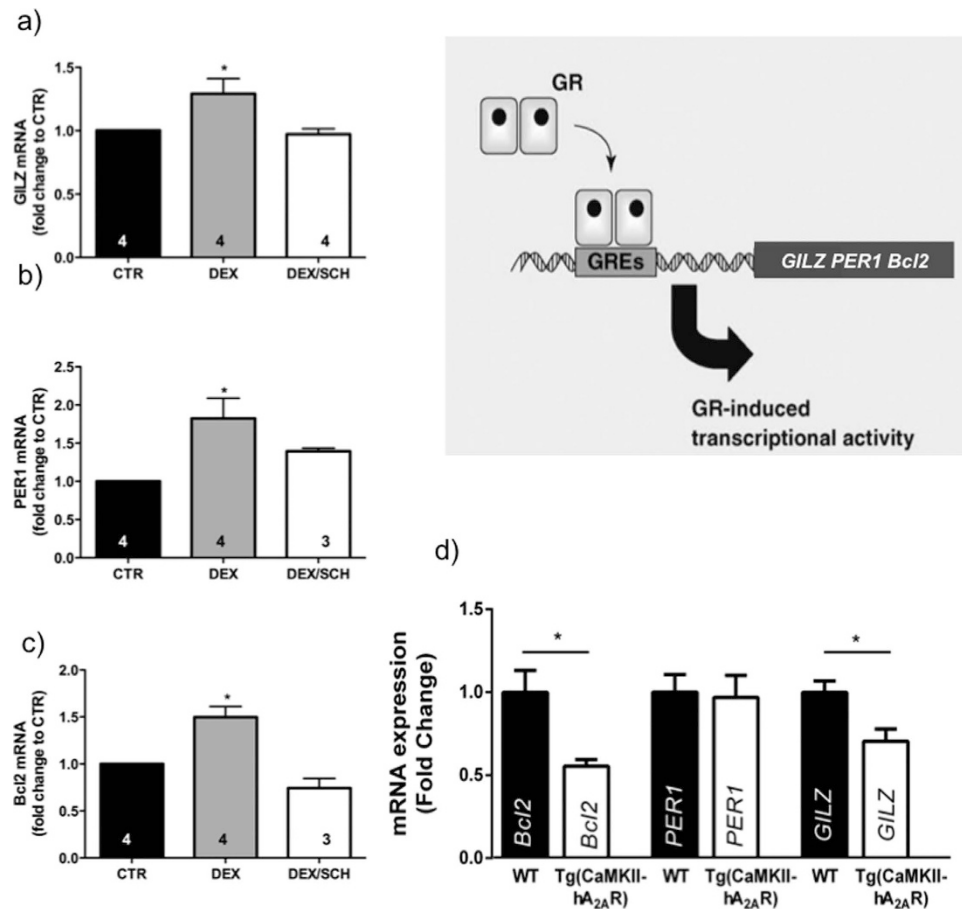 a)
GILZ mRNA
(fold change to CTR)
1.5
1.0
0.5
0.0
*
4
4
4
CTR DEX DEX/SCH
GR
GREs
GILZ PER1 Bcl2
GR-induced
transcriptional activity
b)
PER1 mRNA
(fold change to CTR)
2.5
2.0
1.5
1.0
0.5
0.0
*
4
4
3
CTR DEX DEX/SCH
c)
Bcl2 mRNA
(fold change to CTR)
2.0
1.5
1.0
0.5
0.0
*
4
4
3
CTR DEX DEX/SCH
d)
mRNA expression
(Fold Change)
1.5
1.0
0.5
0.0
*
*
Bcl2
Bcl2
PER1
PER1
GILZ
GILZ
WT Tg(CaMKII- WT Tg(CaMKII- WT Tg(CaMKII-
hA2AR) hA2AR) hA2AR)